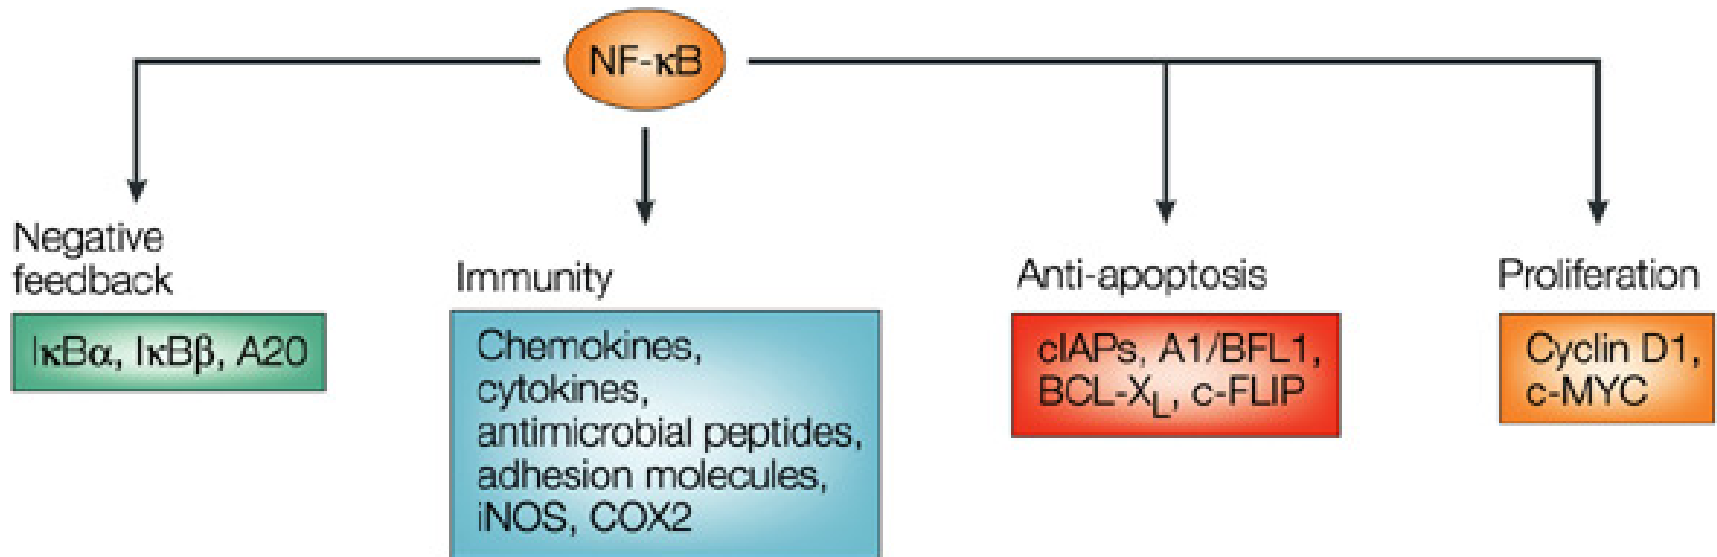 NF-κB
Negative
feedback
IκBα, IκBβ, A20
Immunity
Chemokines,
cytokines,
antimicrobial peptides,
adhesion molecules,
iNOS, COX2
Anti-apoptosis
cIAPs, A1/BFL1,
BCL-X_L, c-FLIP
Proliferation
Cyclin D1,
c-MYC